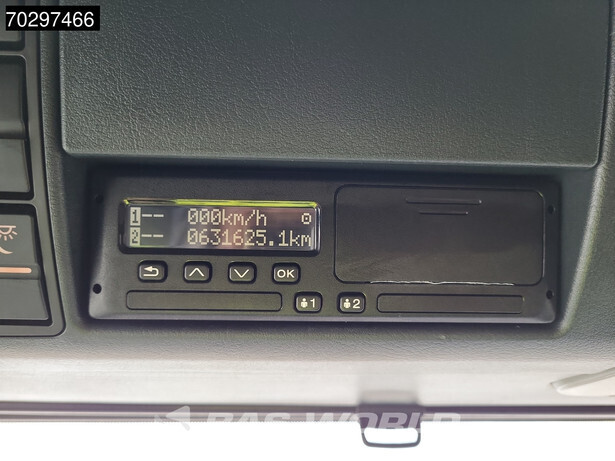 70297466
1 -- 000km/h
2 -- 0631625.1km
OK
1 2
BAS WORLD